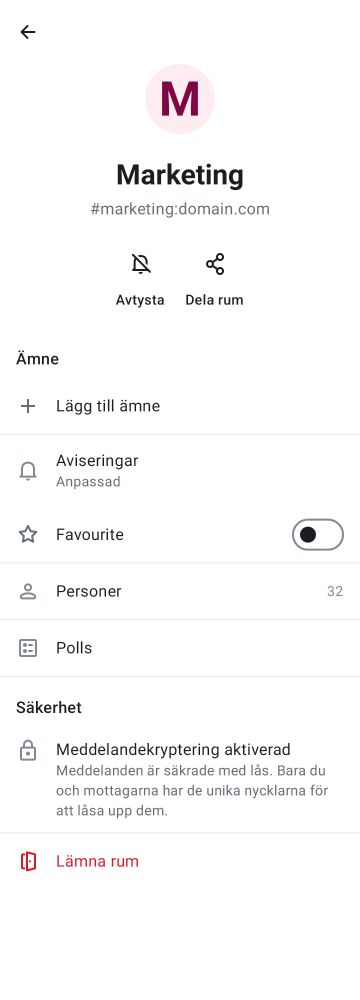 M
Marketing
#marketing:domain.com
Avtysta
Dela rum
Ämne
Lägg till ämne
Aviseringar
Anpassad
Favourite
Personer
32
Polls
Säkerhet
Meddelandekryptering aktiverad
Meddelanden är säkrade med lås. Bara du
och mottagarna har de unika nycklarna för
att låsa upp dem.
Lämna rum